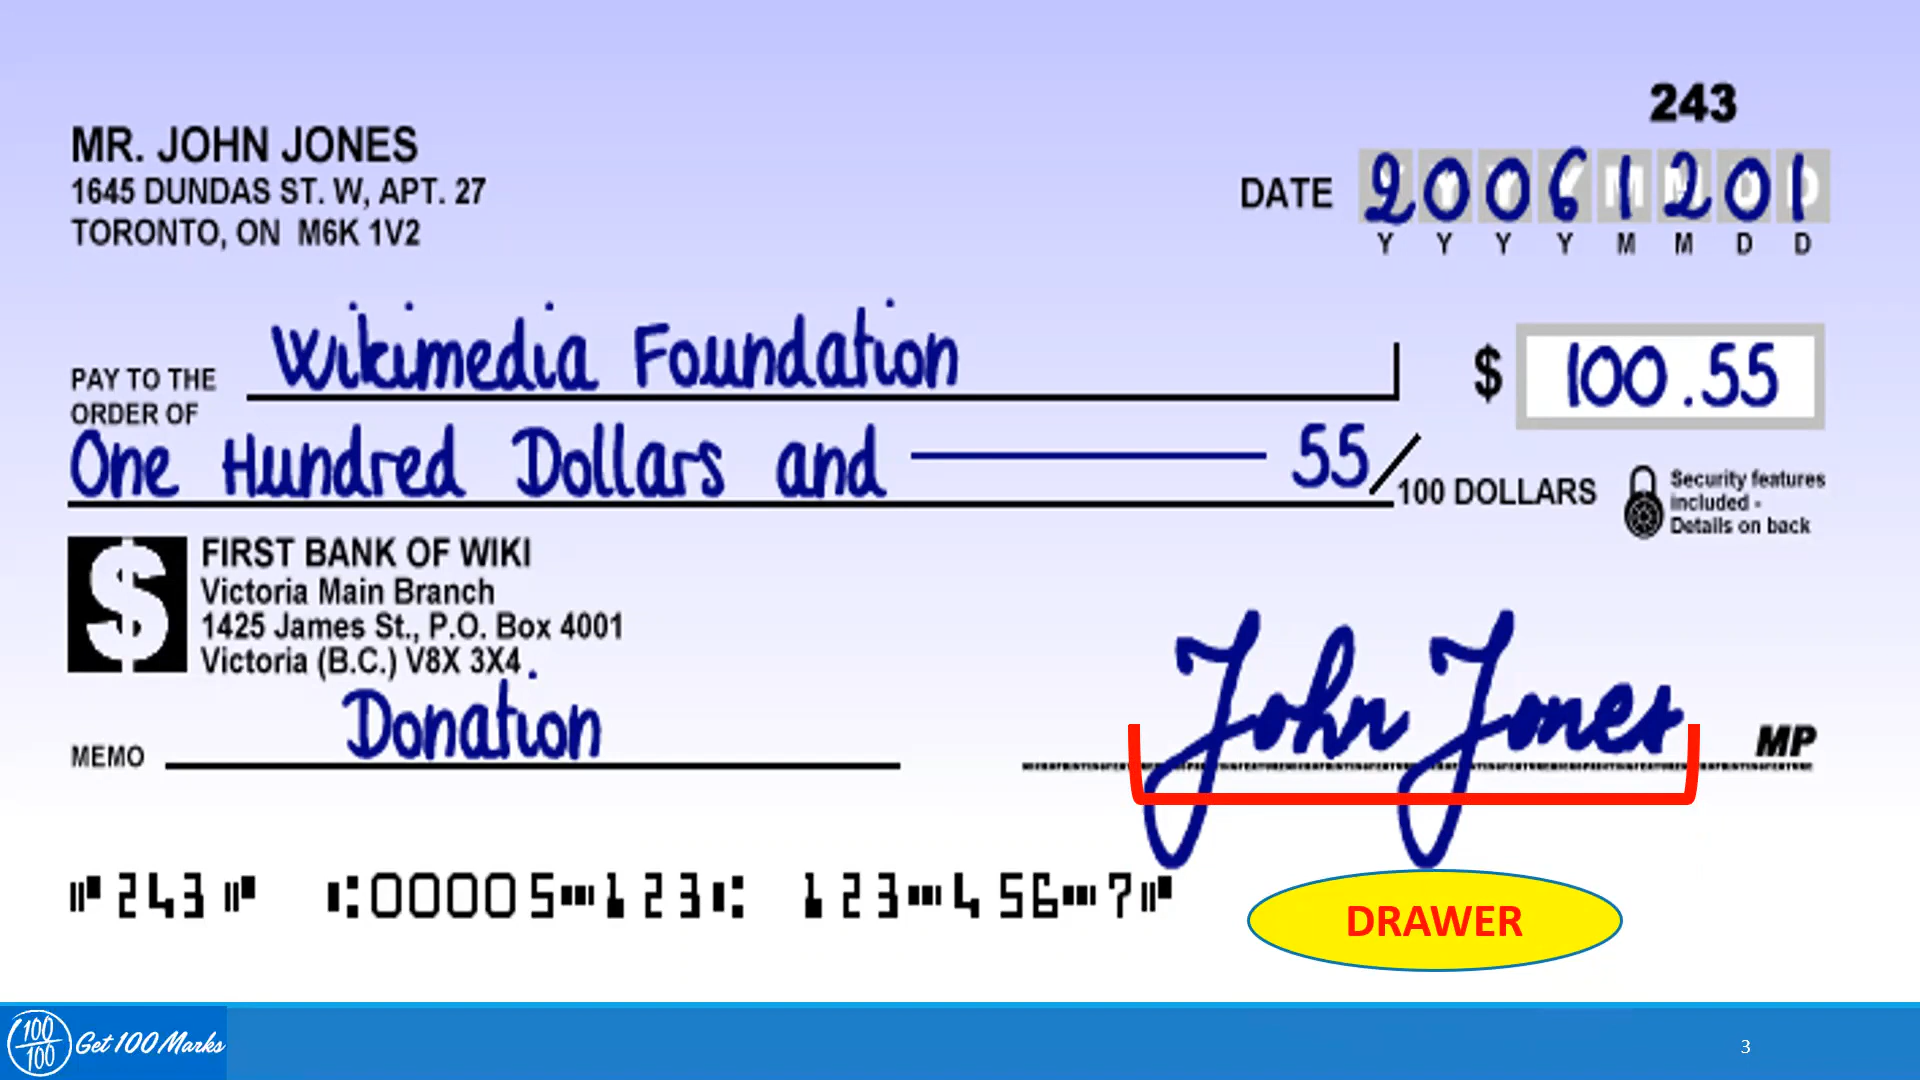 243
MR. JOHN JONES
1645 DUNDAS ST. W, APT. 27
TORONTO, ON M6K 1V2
DATE 20061201
Y Y Y Y M M D D
PAY TO THE ORDER OF Wikimedia Foundation $ 100.55
One Hundred Dollars and 55/100 DOLLARS
Security features
included -
Details on back
FIRST BANK OF WIKI
Victoria Main Branch
1425 James St., P.O. Box 4001
Victoria (B.C.) V8X 3X4
MEMO Donation
John Jones MP
⑈243⑈ ⑆00005⑉123⑆ 123⑉456⑉7⑈
DRAWER
100/100 Get 100 Marks
3